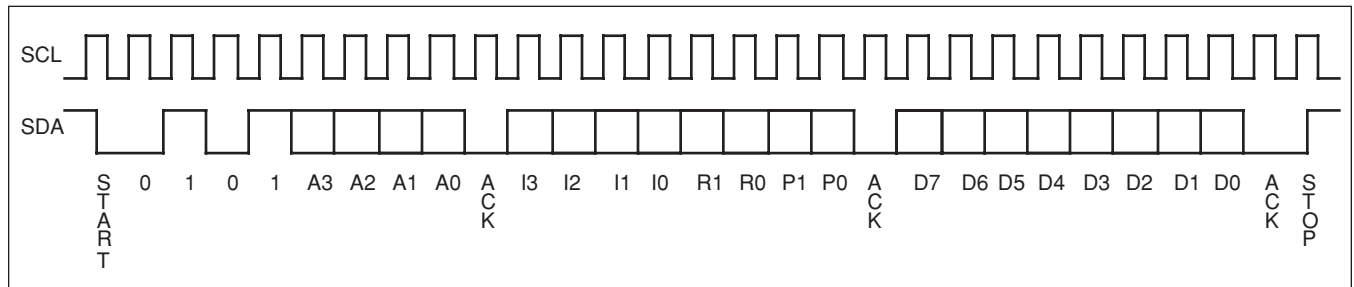 SCL
SDA
START 0 1 0 1 A3 A2 A1 A0 ACK I3 I2 I1 I0 R1 R0 P1 P0 ACK D7 D6 D5 D4 D3 D2 D1 D0 ACK STOP